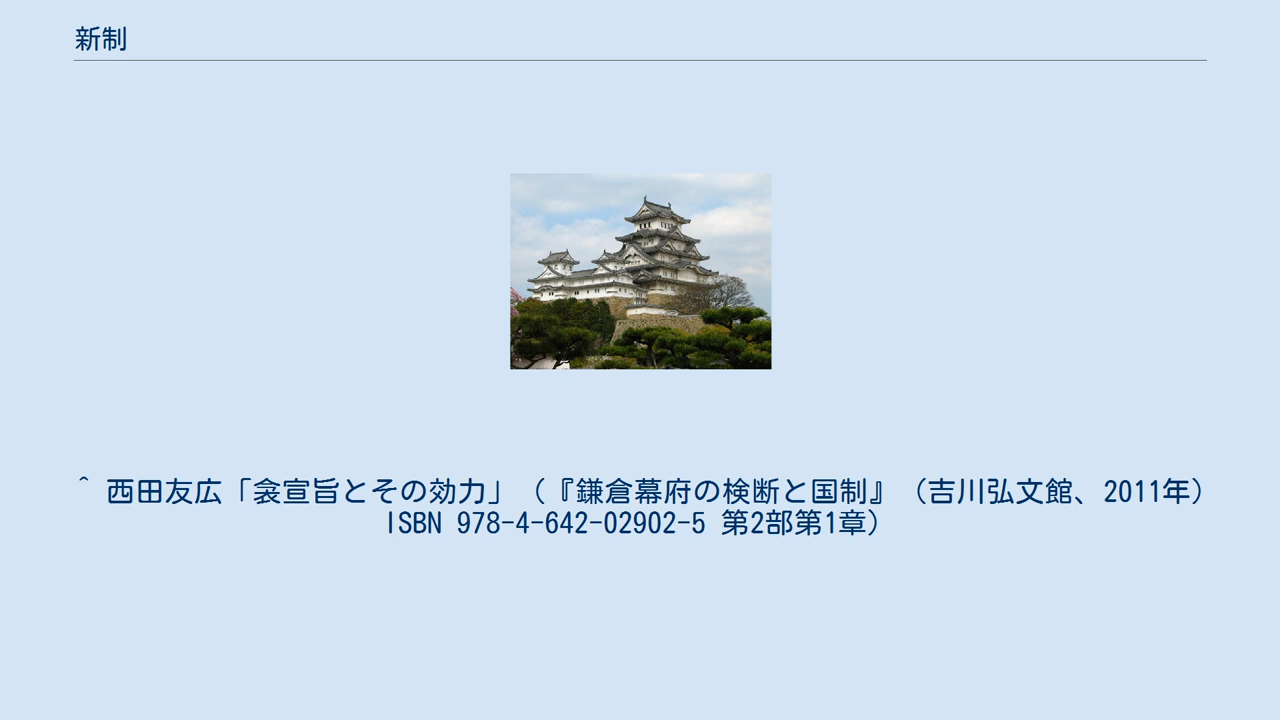 新制
^ 西田友広「衾宣旨とその効力」（『鎌倉幕府の検断と国制』（吉川弘文館、2011年）
ISBN 978-4-642-02902-5 第2部第1章）